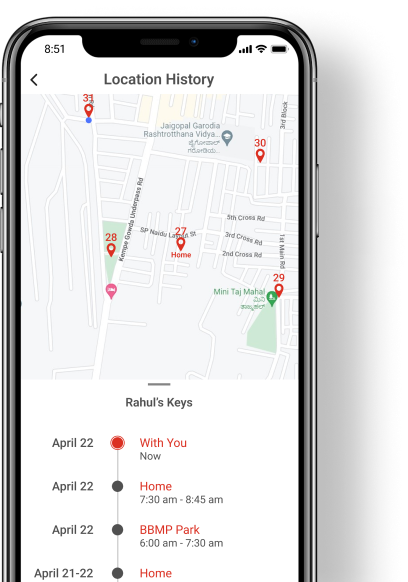 8:51
Location History
31
Jaigopal Garodia
Rashtrotthana Vidya...
ಜೈಗೋಪಾಲ್
ಗರೋಡಿಯ..
3rd Block
30
Kempe Gowda Underpass Rd
5th Cross Rd
28
SP Naidu Layout St
27
Home
3rd Cross Rd
2nd Cross Rd
1st Main Rd
29
Mini Taj Mahal
ಮಿನಿ
ತಾಜ್ಮಹಲ್
Rahul's Keys
April 22
With You
Now
April 22
Home
7:30 am - 8:45 am
April 22
BBMP Park
6:00 am - 7:30 am
April 21-22
Home